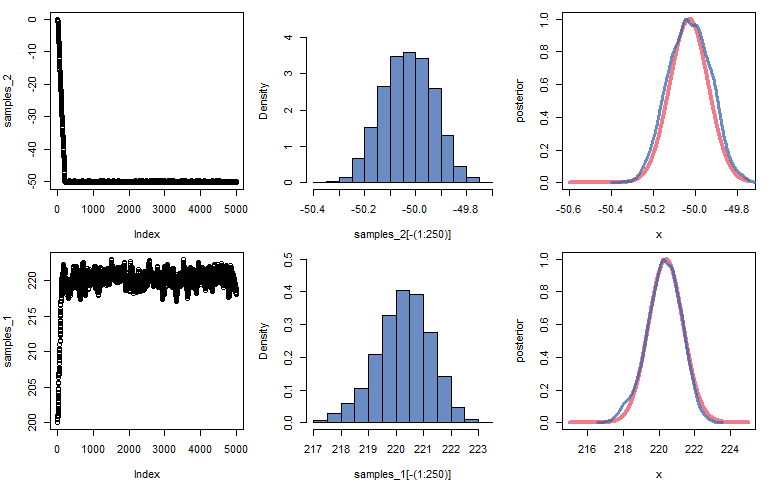 samples_2
0
-10
-20
-30
-40
-50
0 1000 2000 3000 4000 5000
Index
Density
4
3
2
1
0
-50.4 -50.2 -50.0 -49.8
samples_2[-(1:250)]
posterior
1.0
0.8
0.6
0.4
0.2
0.0
-50.6 -50.4 -50.2 -50.0 -49.8
x
samples_1
220
215
210
205
200
0 1000 2000 3000 4000 5000
Index
Density
0.5
0.4
0.3
0.2
0.1
0.0
217 218 219 220 221 222 223
samples_1[-(1:250)]
posterior
1.0
0.8
0.6
0.4
0.2
0.0
216 218 220 222 224
x